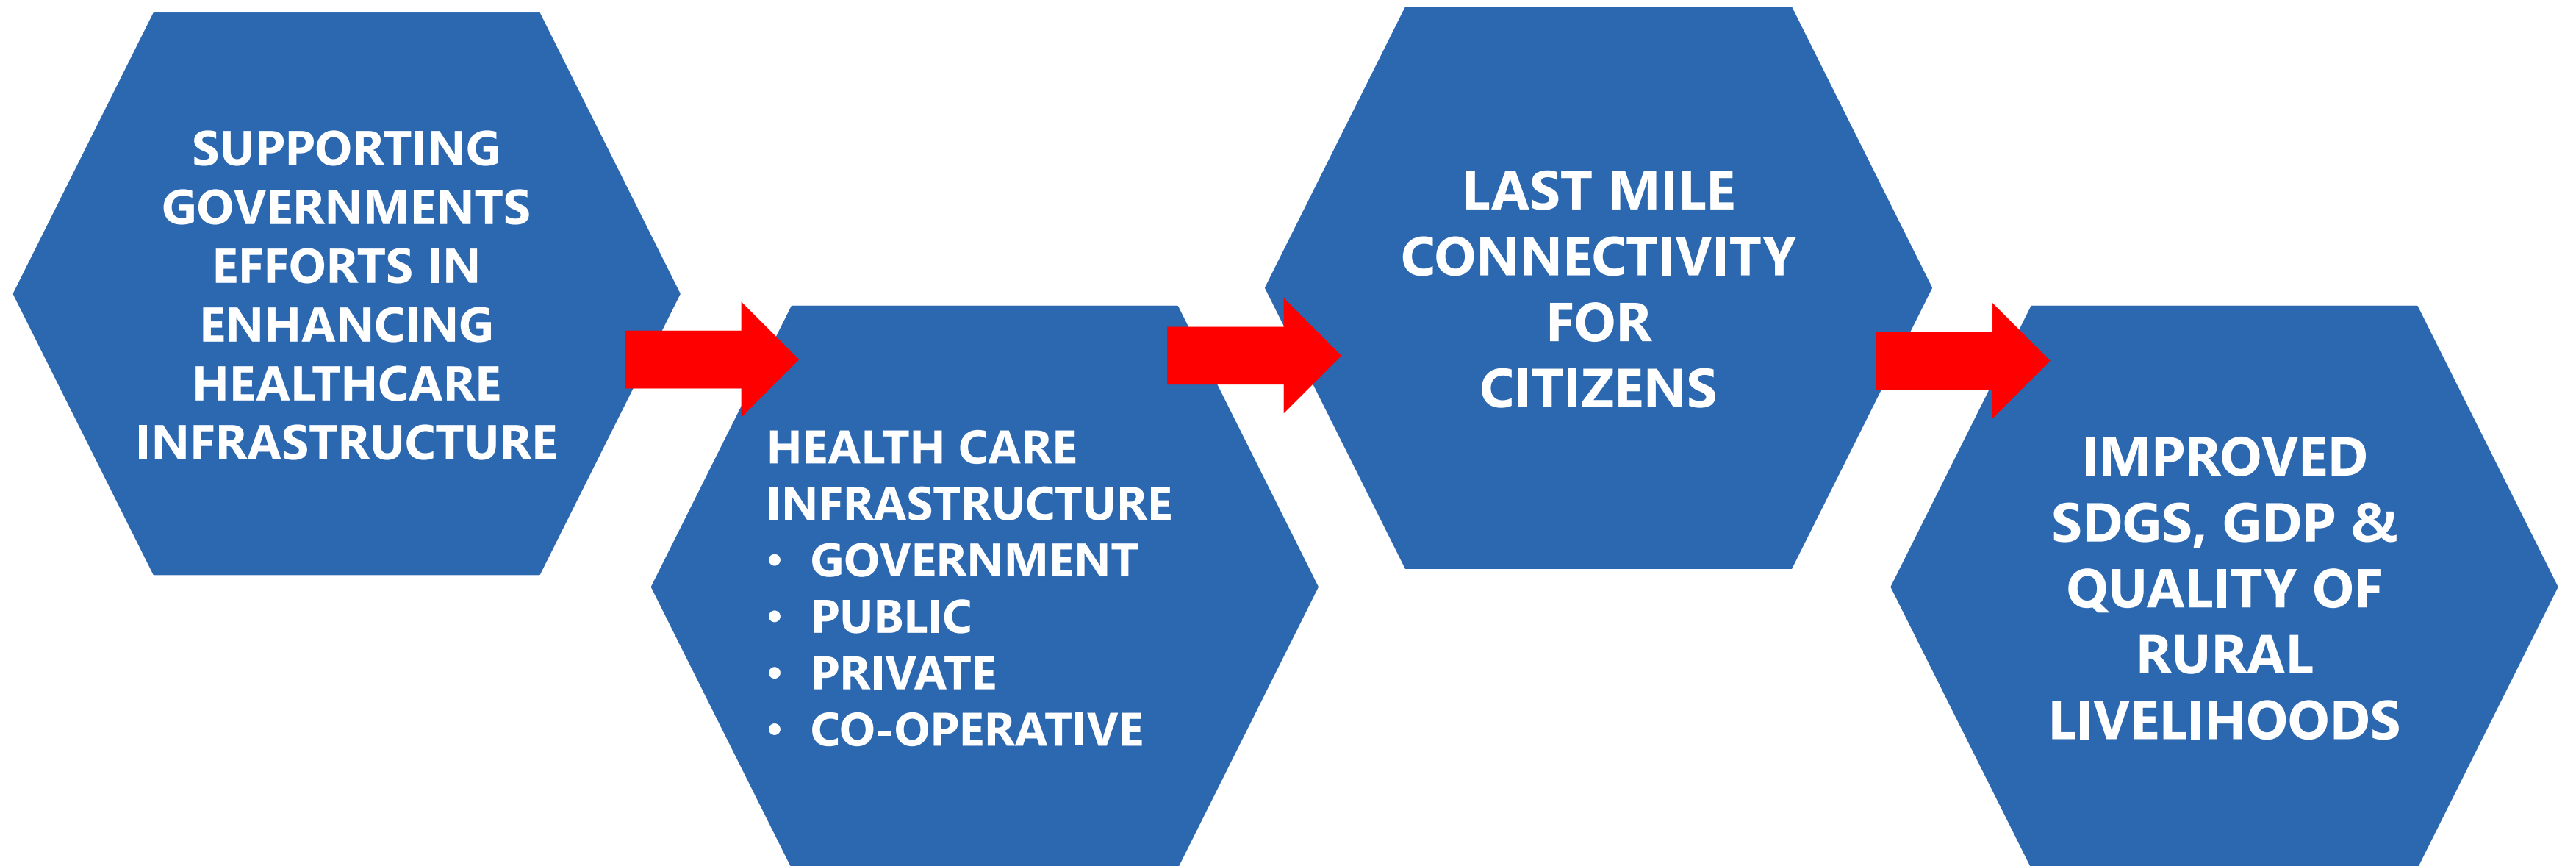 SUPPORTING
GOVERNMENTS
EFFORTS IN
ENHANCING
HEALTHCARE
INFRASTRUCTURE
HEALTH CARE
INFRASTRUCTURE
• GOVERNMENT
• PUBLIC
• PRIVATE
• CO-OPERATIVE
LAST MILE
CONNECTIVITY
FOR
CITIZENS
IMPROVED
SDGS, GDP &
QUALITY OF
RURAL
LIVELIHOODS